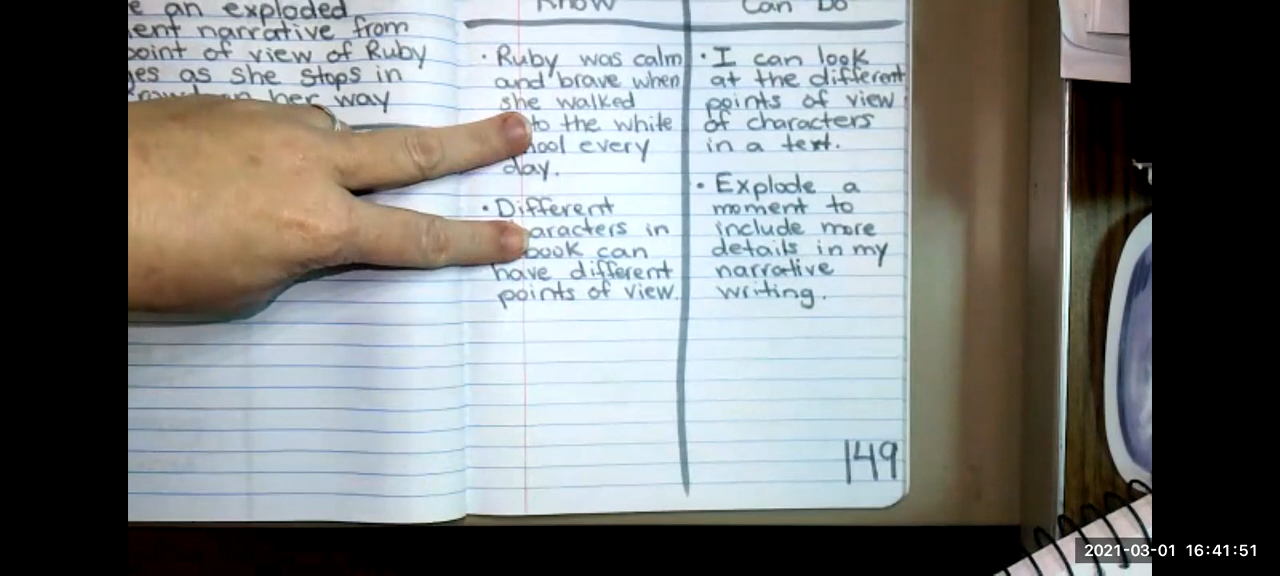 e an exploded
ent narrative from
point of view of Ruby
ges as she stops in
her way
Know
Ruby was calm
and brave when
she walked
to the white
ool every
day.
Different
aracters in
book can
have different
points of view.
Can Do
I can look
at the different
points of view
of characters
in a text.
Explode a
moment to
include more
details in my
narrative
writing.
149
2021-03-01 16:41:51